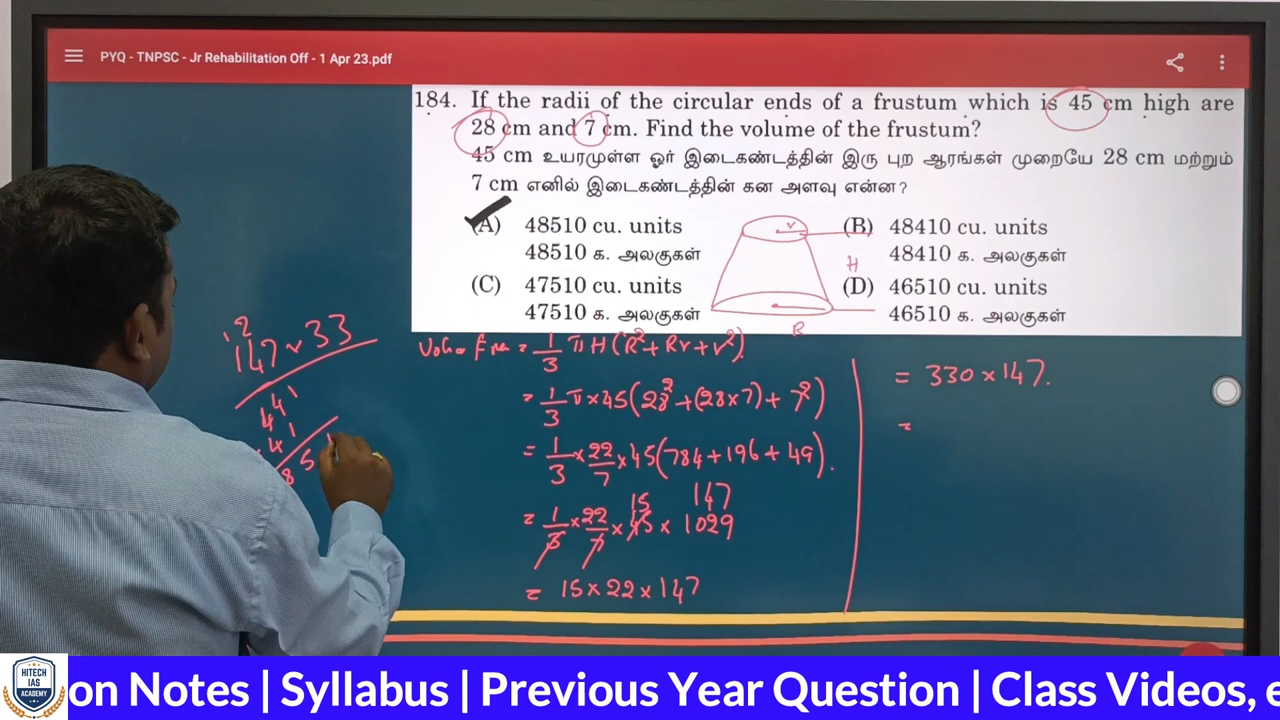 PYQ - TNPSC - Jr Rehabilitation Off - 1 Apr 23.pdf
184. If the radii of the circular ends of a frustum which is 45 cm high are
28 cm and 7 cm. Find the volume of the frustum?
45 cm உயரமுள்ள ஓர் இடைகண்டத்தின் இரு புற ஆரங்கள் முறையே 28 cm மற்றும்
7 cm எனில் இடைகண்டத்தின் கன அளவு என்ன?
(A) 48510 cu. units
48510 க. அலகுகள்
(B) 48410 cu. units
48410 க. அலகுகள்
(C) 47510 cu. units
47510 க. அலகுகள்
(D) 46510 cu. units
46510 க. அலகுகள்
r
H
R
= 1/3 π H (R² + Rr + r²).
= 1/3 π × 45 (28² + (28×7) + 7²)
= 1/3 × 22/7 × 45 (784 + 196 + 49).
15 147
= 1/3 × 22/7 × 45 × 1029
= 15 × 22 × 147
= 330 × 147.
=
1 2
147 × 33
441
441
85
HITECH
IAS
ACADEMY
on Notes | Syllabus | Previous Year Question | Class Videos, e